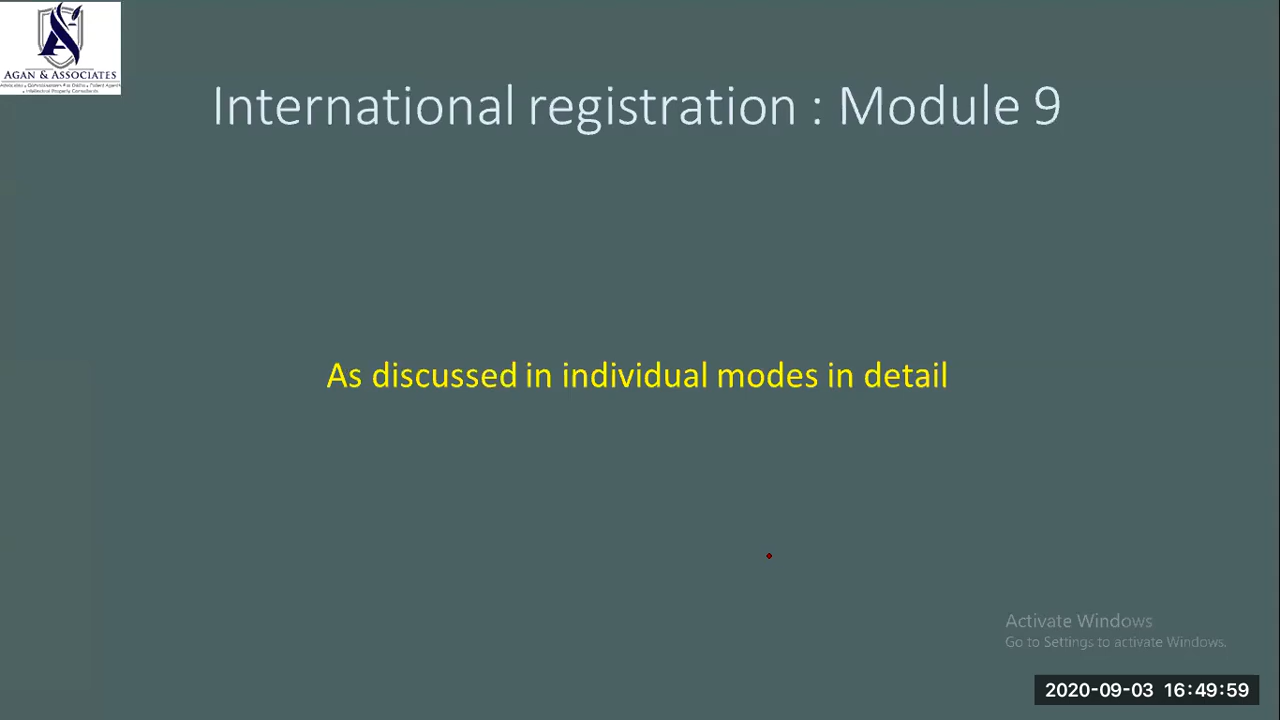 AGAN & ASSOCIATES
International registration : Module 9
As discussed in individual modes in detail
Activate Windows
Go to Settings to activate Windows.
2020-09-03 16:49:59